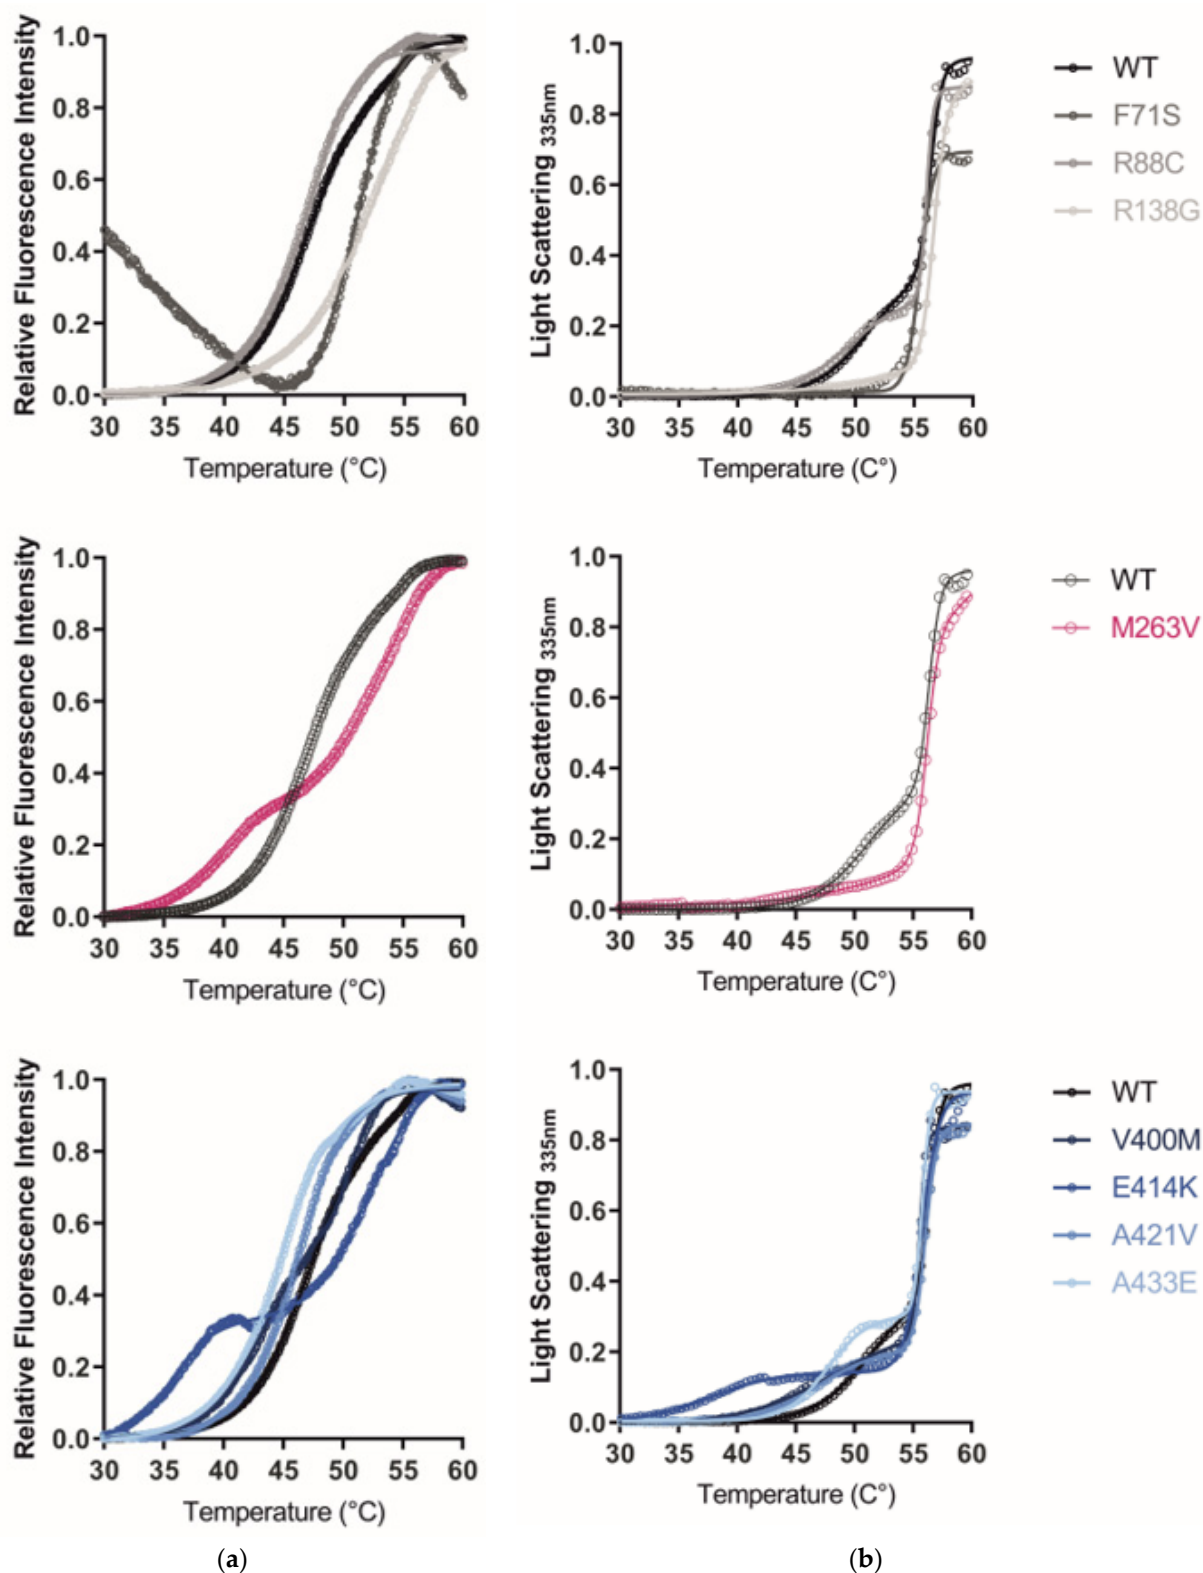 Relative Fluorescence Intensity
1.0
0.8
0.6
0.4
0.2
0.0
30 35 40 45 50 55 60
Temperature (°C)
Light Scattering 335nm
1.0
0.8
0.6
0.4
0.2
0.0
30 35 40 45 50 55 60
Temperature (C°)
WT
F71S
R88C
R138G
Relative Fluorescence Intensity
1.0
0.8
0.6
0.4
0.2
0.0
30 35 40 45 50 55 60
Temperature (°C)
Light Scattering 335nm
1.0
0.8
0.6
0.4
0.2
0.0
30 35 40 45 50 55 60
Temperature (C°)
WT
M263V
Relative Fluorescence Intensity
1.0
0.8
0.6
0.4
0.2
0.0
30 35 40 45 50 55 60
Temperature (°C)
Light Scattering 335nm
1.0
0.8
0.6
0.4
0.2
0.0
30 35 40 45 50 55 60
Temperature (C°)
WT
V400M
E414K
A421V
A433E
(a) (b)